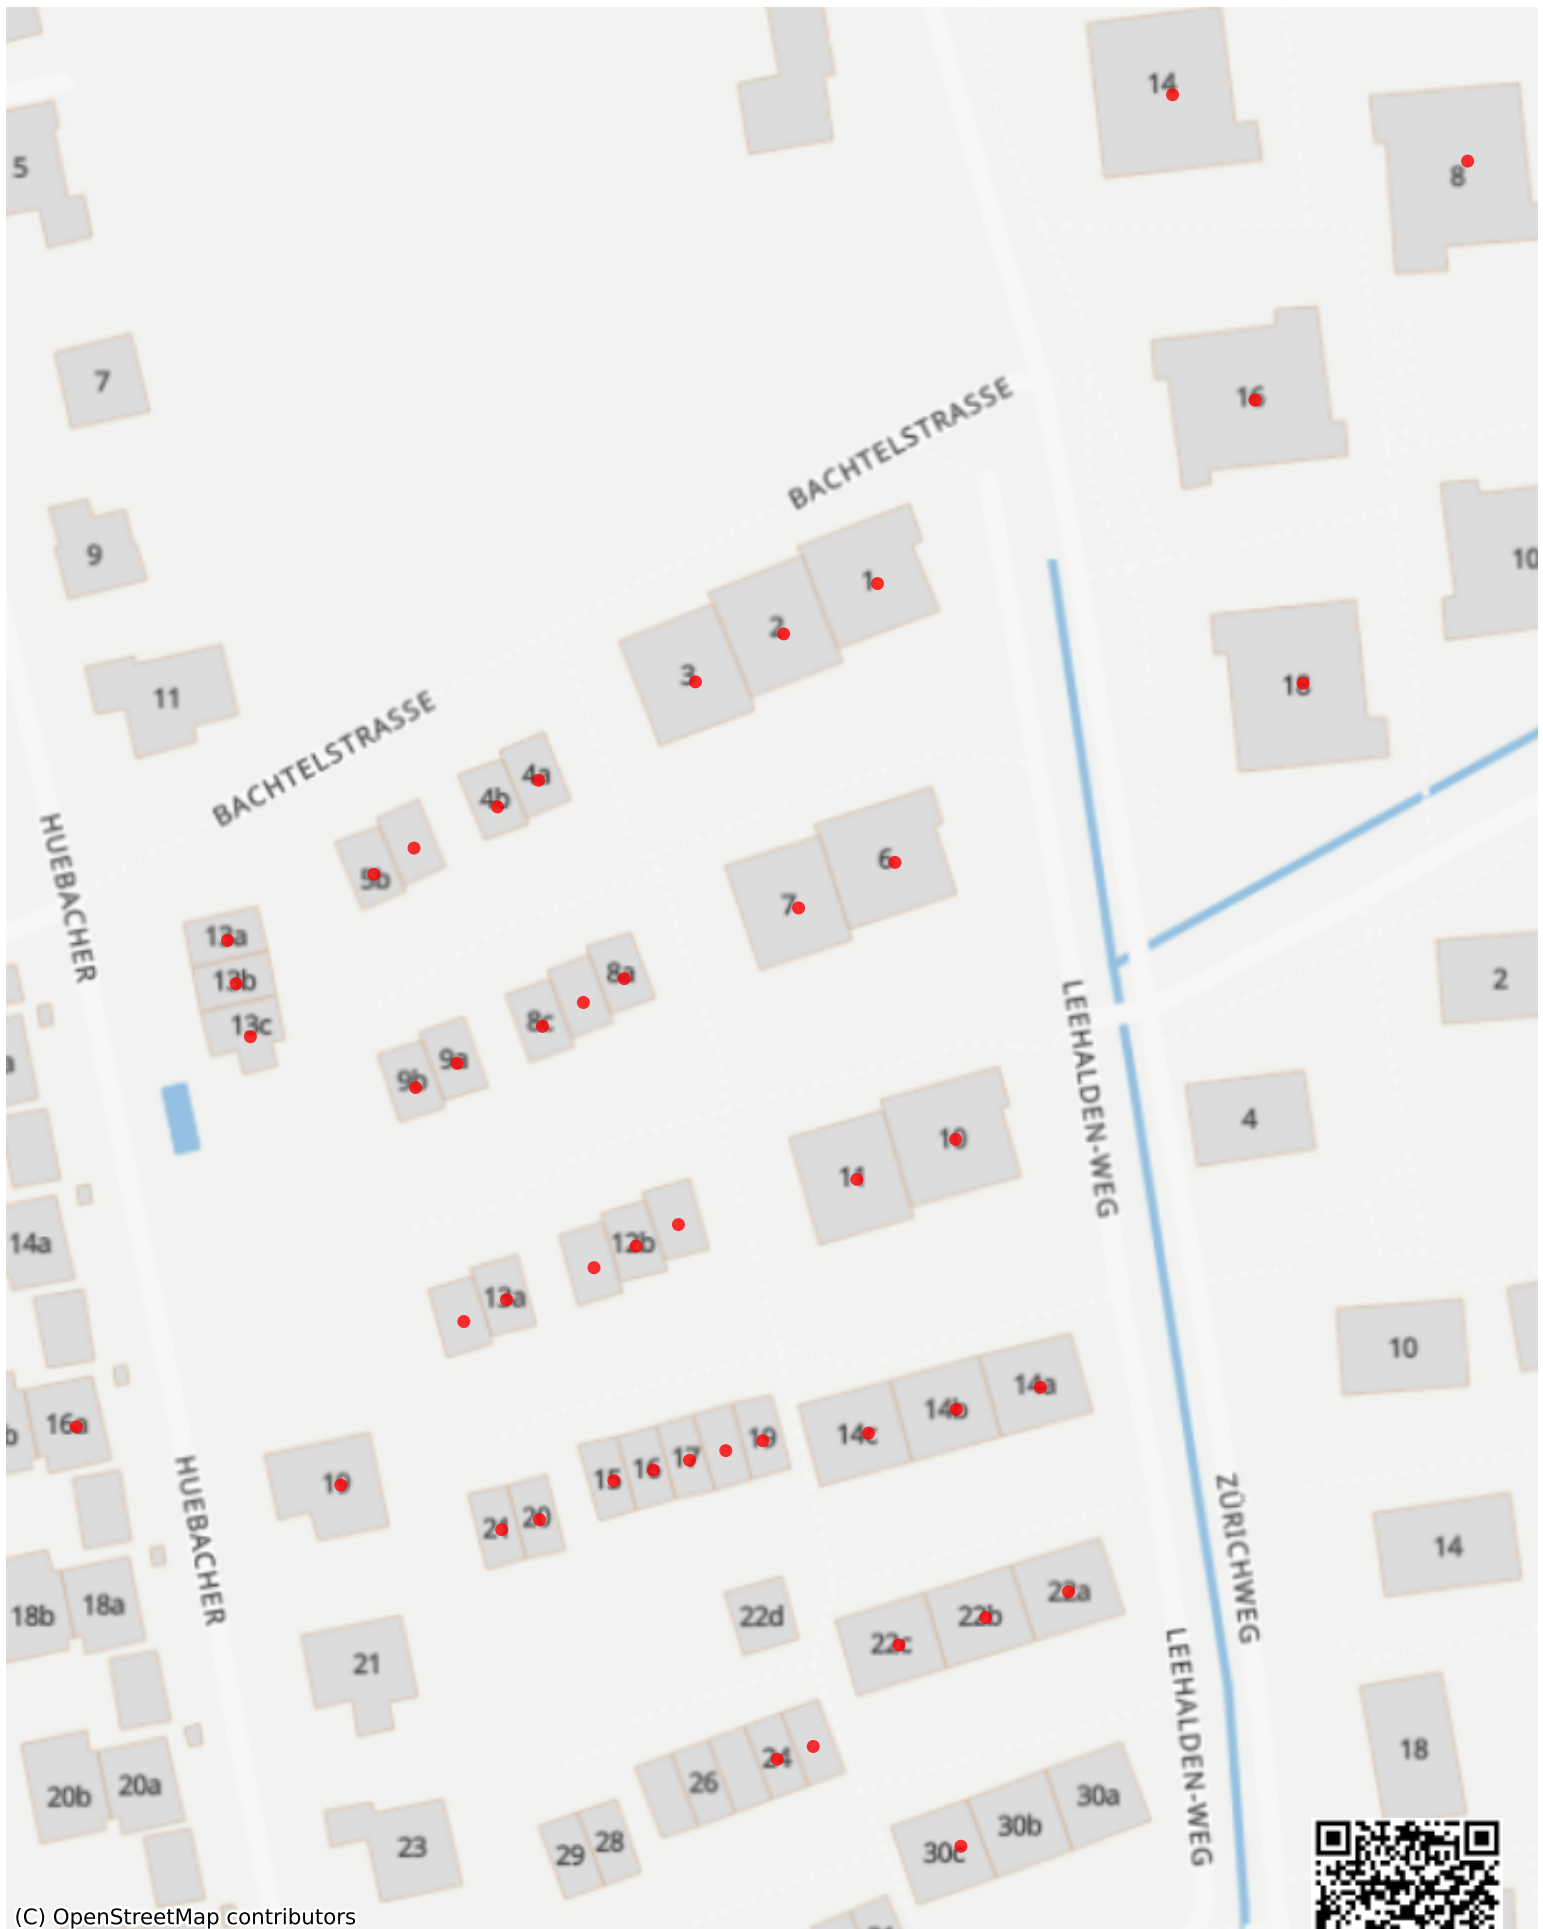 14
8
5
7
16
BACHTELSTRASSE
9
10
1
2
3
18
11
BACHTELSTRASSE
4a
4b
5b
6
7
HUEBACHER
13a
13b
13c
8a
8c
9a
9b
2
LEEHALDEN-WEG
4
10
11
14a
12b
13a
10
14a
14b
14c
16a
b
19
17
16
15
19
20
21
HUEBACHER
ZÜRICHWEG
14
22a
22b
22c
22d
18a
18b
21
LEEHALDEN-WEG
18
24
26
20a
20b
30a
30b
30c
28
29
23
(C) OpenStreetMap contributors